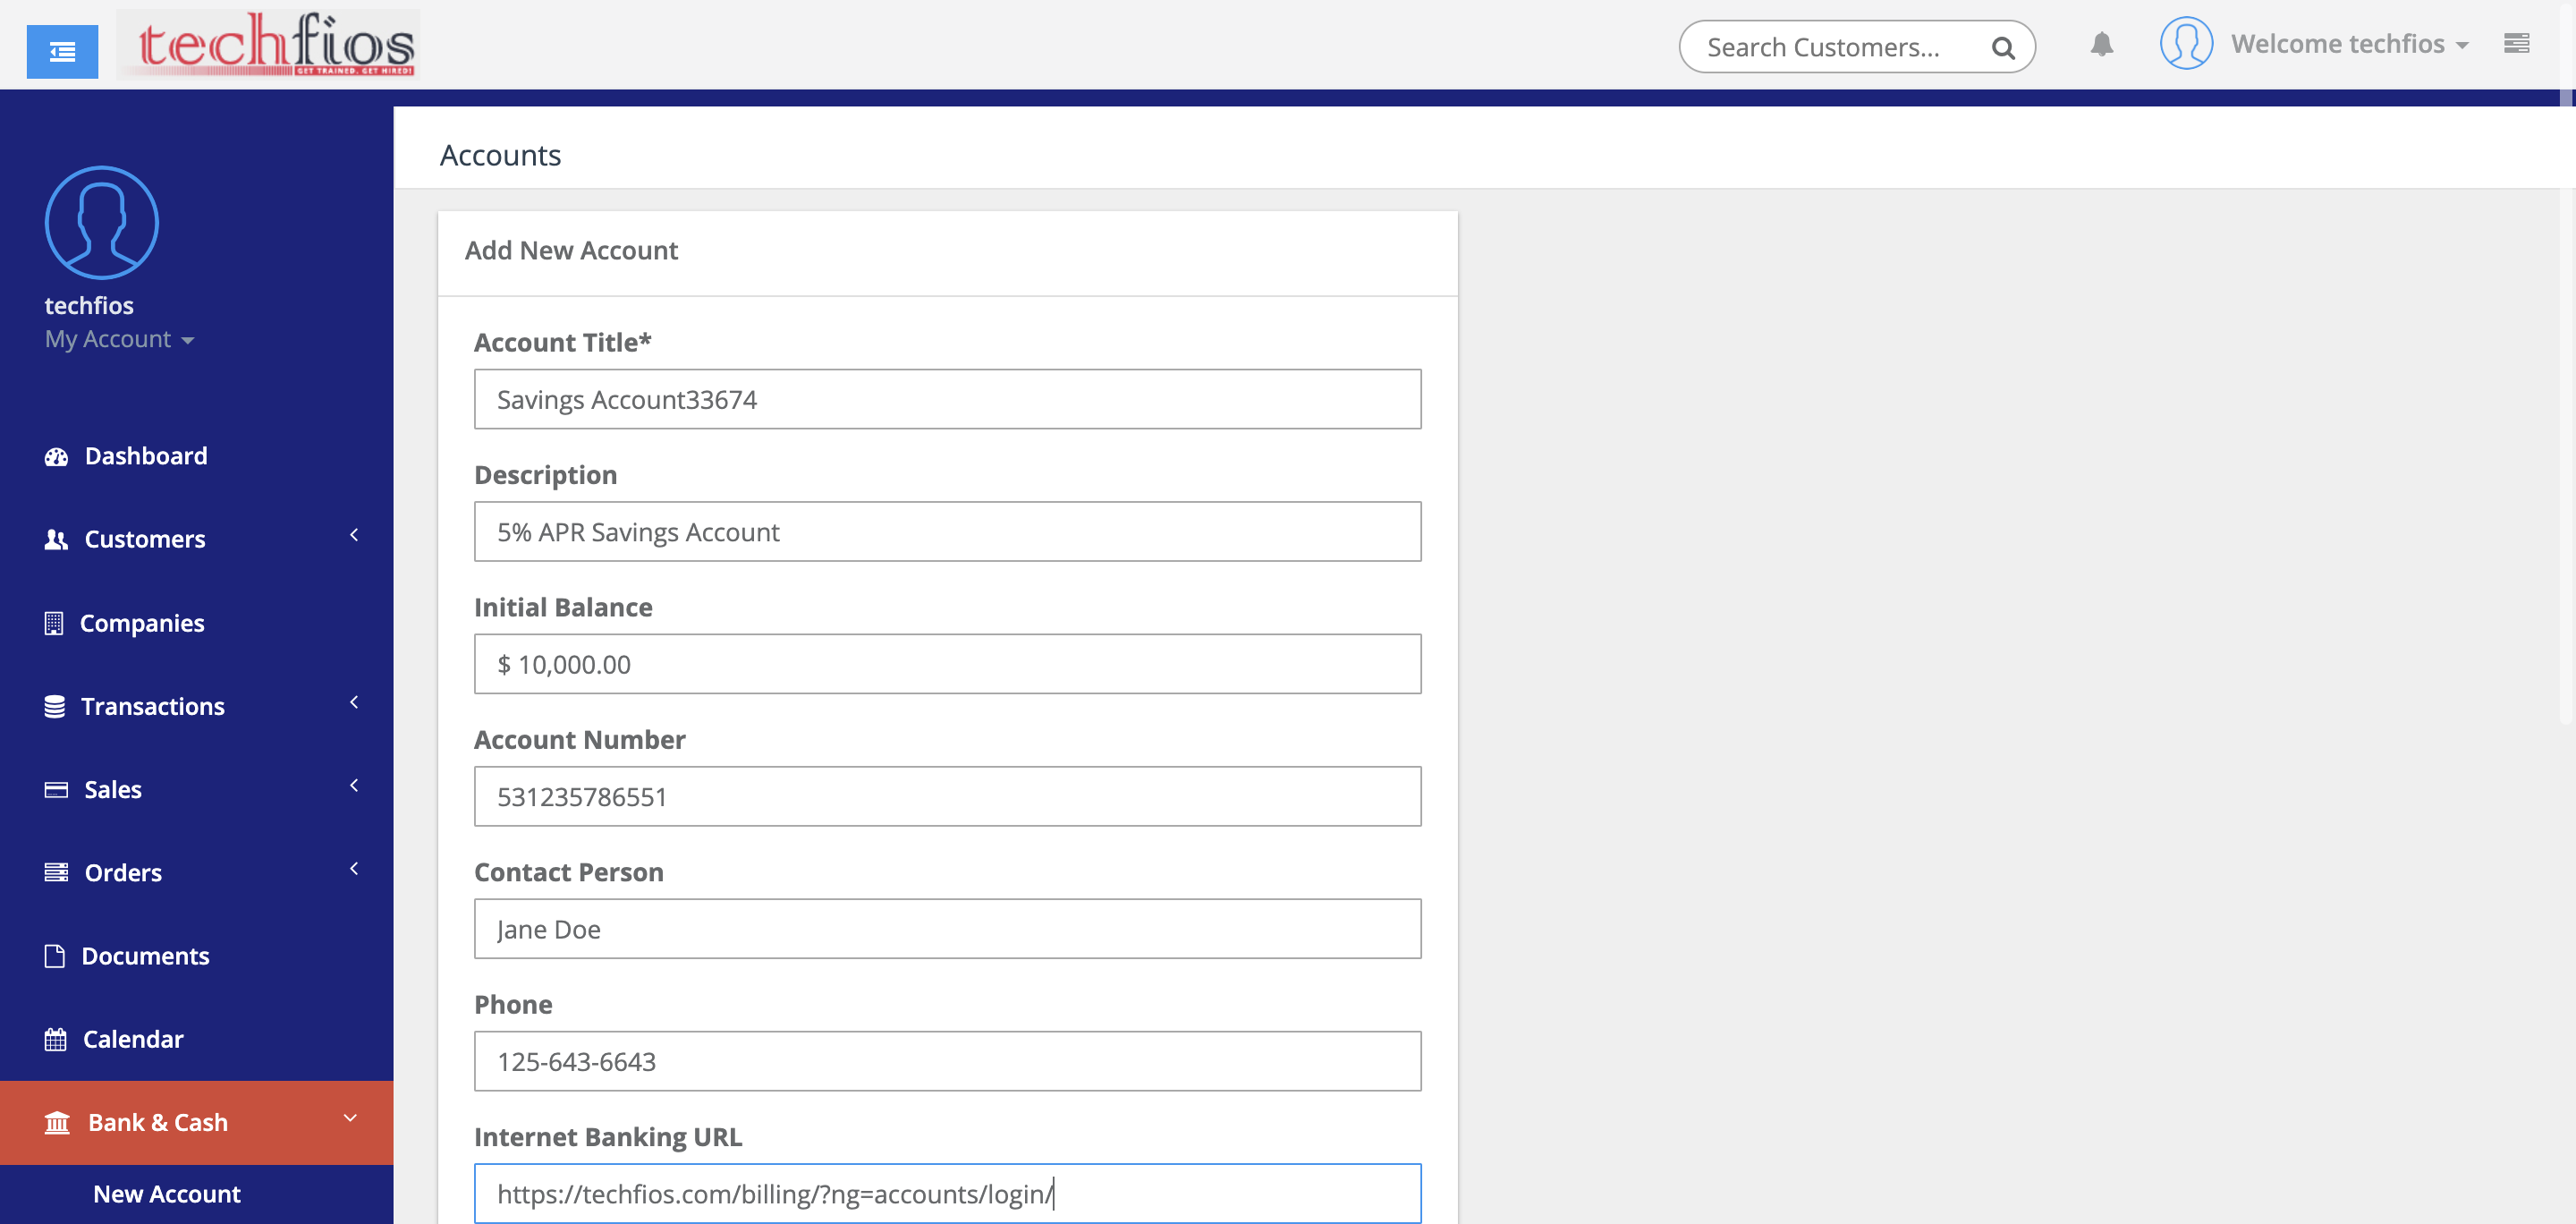 techfios
GET TRAINED. GET HIRED!
Search Customers...
Welcome techfios
techfios
My Account
Dashboard
Customers
Companies
Transactions
Sales
Orders
Documents
Calendar
Bank & Cash
New Account
Accounts
Add New Account
Account Title*
Savings Account33674
Description
5% APR Savings Account
Initial Balance
$ 10,000.00
Account Number
531235786551
Contact Person
Jane Doe
Phone
125-643-6643
Internet Banking URL
https://techfios.com/billing/?ng=accounts/login/